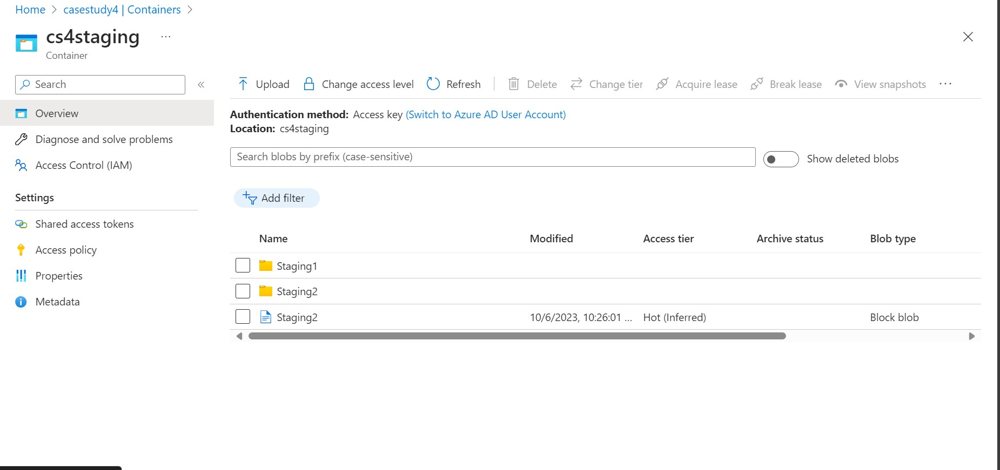 Home > casestudy4 | Containers >
cs4staging ...
Container
Search «
Overview
Diagnose and solve problems
Access Control (IAM)
Settings
Shared access tokens
Access policy
Properties
Metadata
Upload Change access level Refresh Delete Change tier Acquire lease Break lease View snapshots ...
Authentication method: Access key (Switch to Azure AD User Account)
Location: cs4staging
Search blobs by prefix (case-sensitive) Show deleted blobs
Add filter
Name Modified Access tier Archive status Blob type
Staging1
Staging2
Staging2 10/6/2023, 10:26:01 ... Hot (Inferred) Block blob